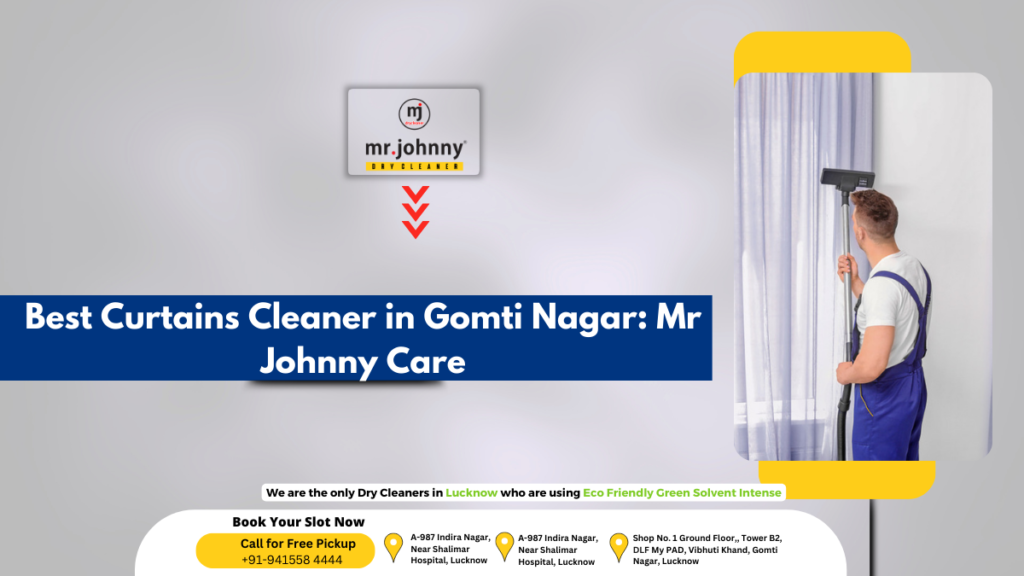 mj
mr.johnny®
DRY CLEANER
Best Curtains Cleaner in Gomti Nagar: Mr
Johnny Care
We are the only Dry Cleaners in Lucknow who are using Eco Friendly Green Solvent Intense
Book Your Slot Now
Call for Free Pickup
+91-941558 4444
A-987 Indira Nagar,
Near Shalimar
Hospital, Lucknow
A-987 Indira Nagar,
Near Shalimar
Hospital, Lucknow
Shop No. 1 Ground Floor,, Tower B2,
DLF My PAD, Vibhuti Khand, Gomti
Nagar, Lucknow